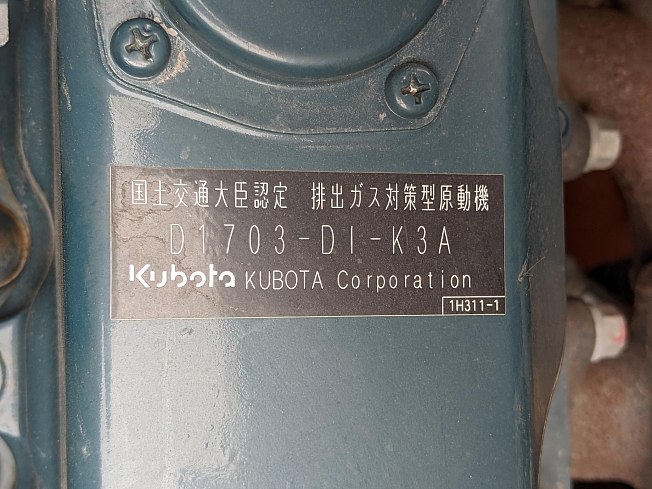 国土交通大臣認定 排出ガス対策型原動機
D1703-DI-K3A
Kubota KUBOTA Corporation
1H311-1